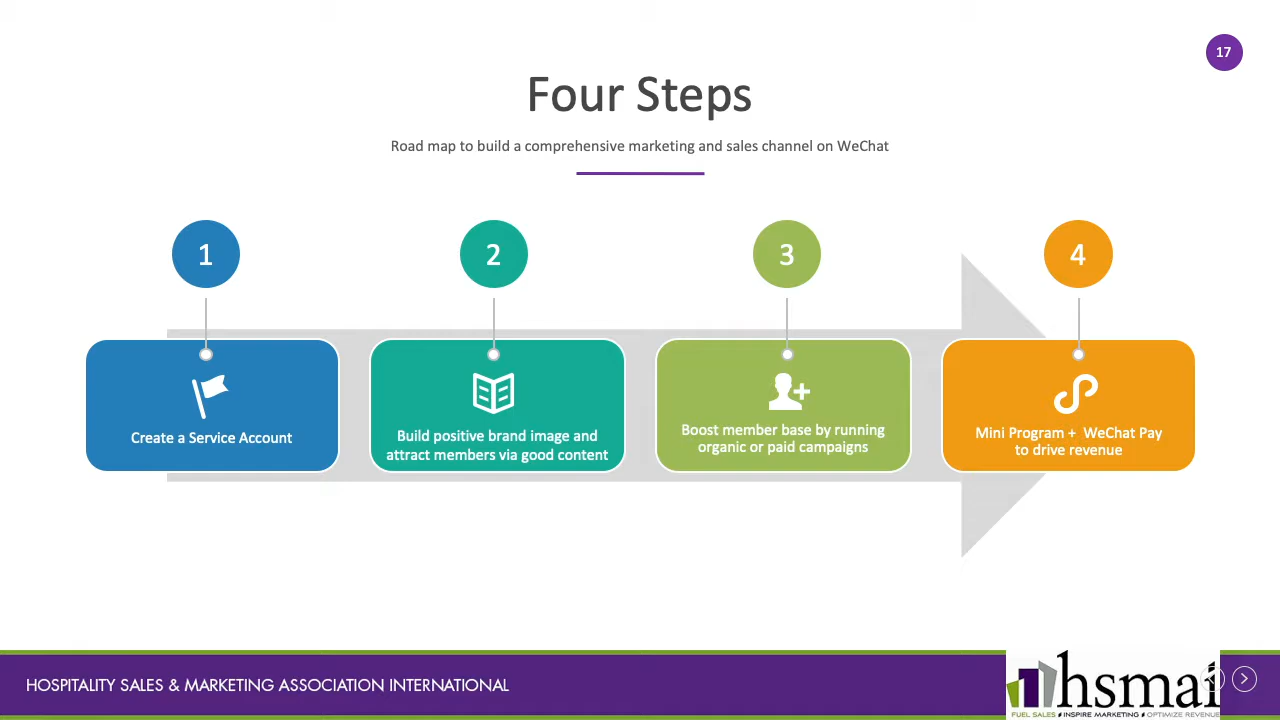 17
Four Steps
Road map to build a comprehensive marketing and sales channel on WeChat
1
2
3
4
Create a Service Account
Build positive brand image and
attract members via good content
Boost member base by running
organic or paid campaigns
Mini Program + WeChat Pay
to drive revenue
HOSPITALITY SALES & MARKETING ASSOCIATION INTERNATIONAL
hsmai
FUEL SALES INSPIRE MARKETING OPTIMIZE REVENUE